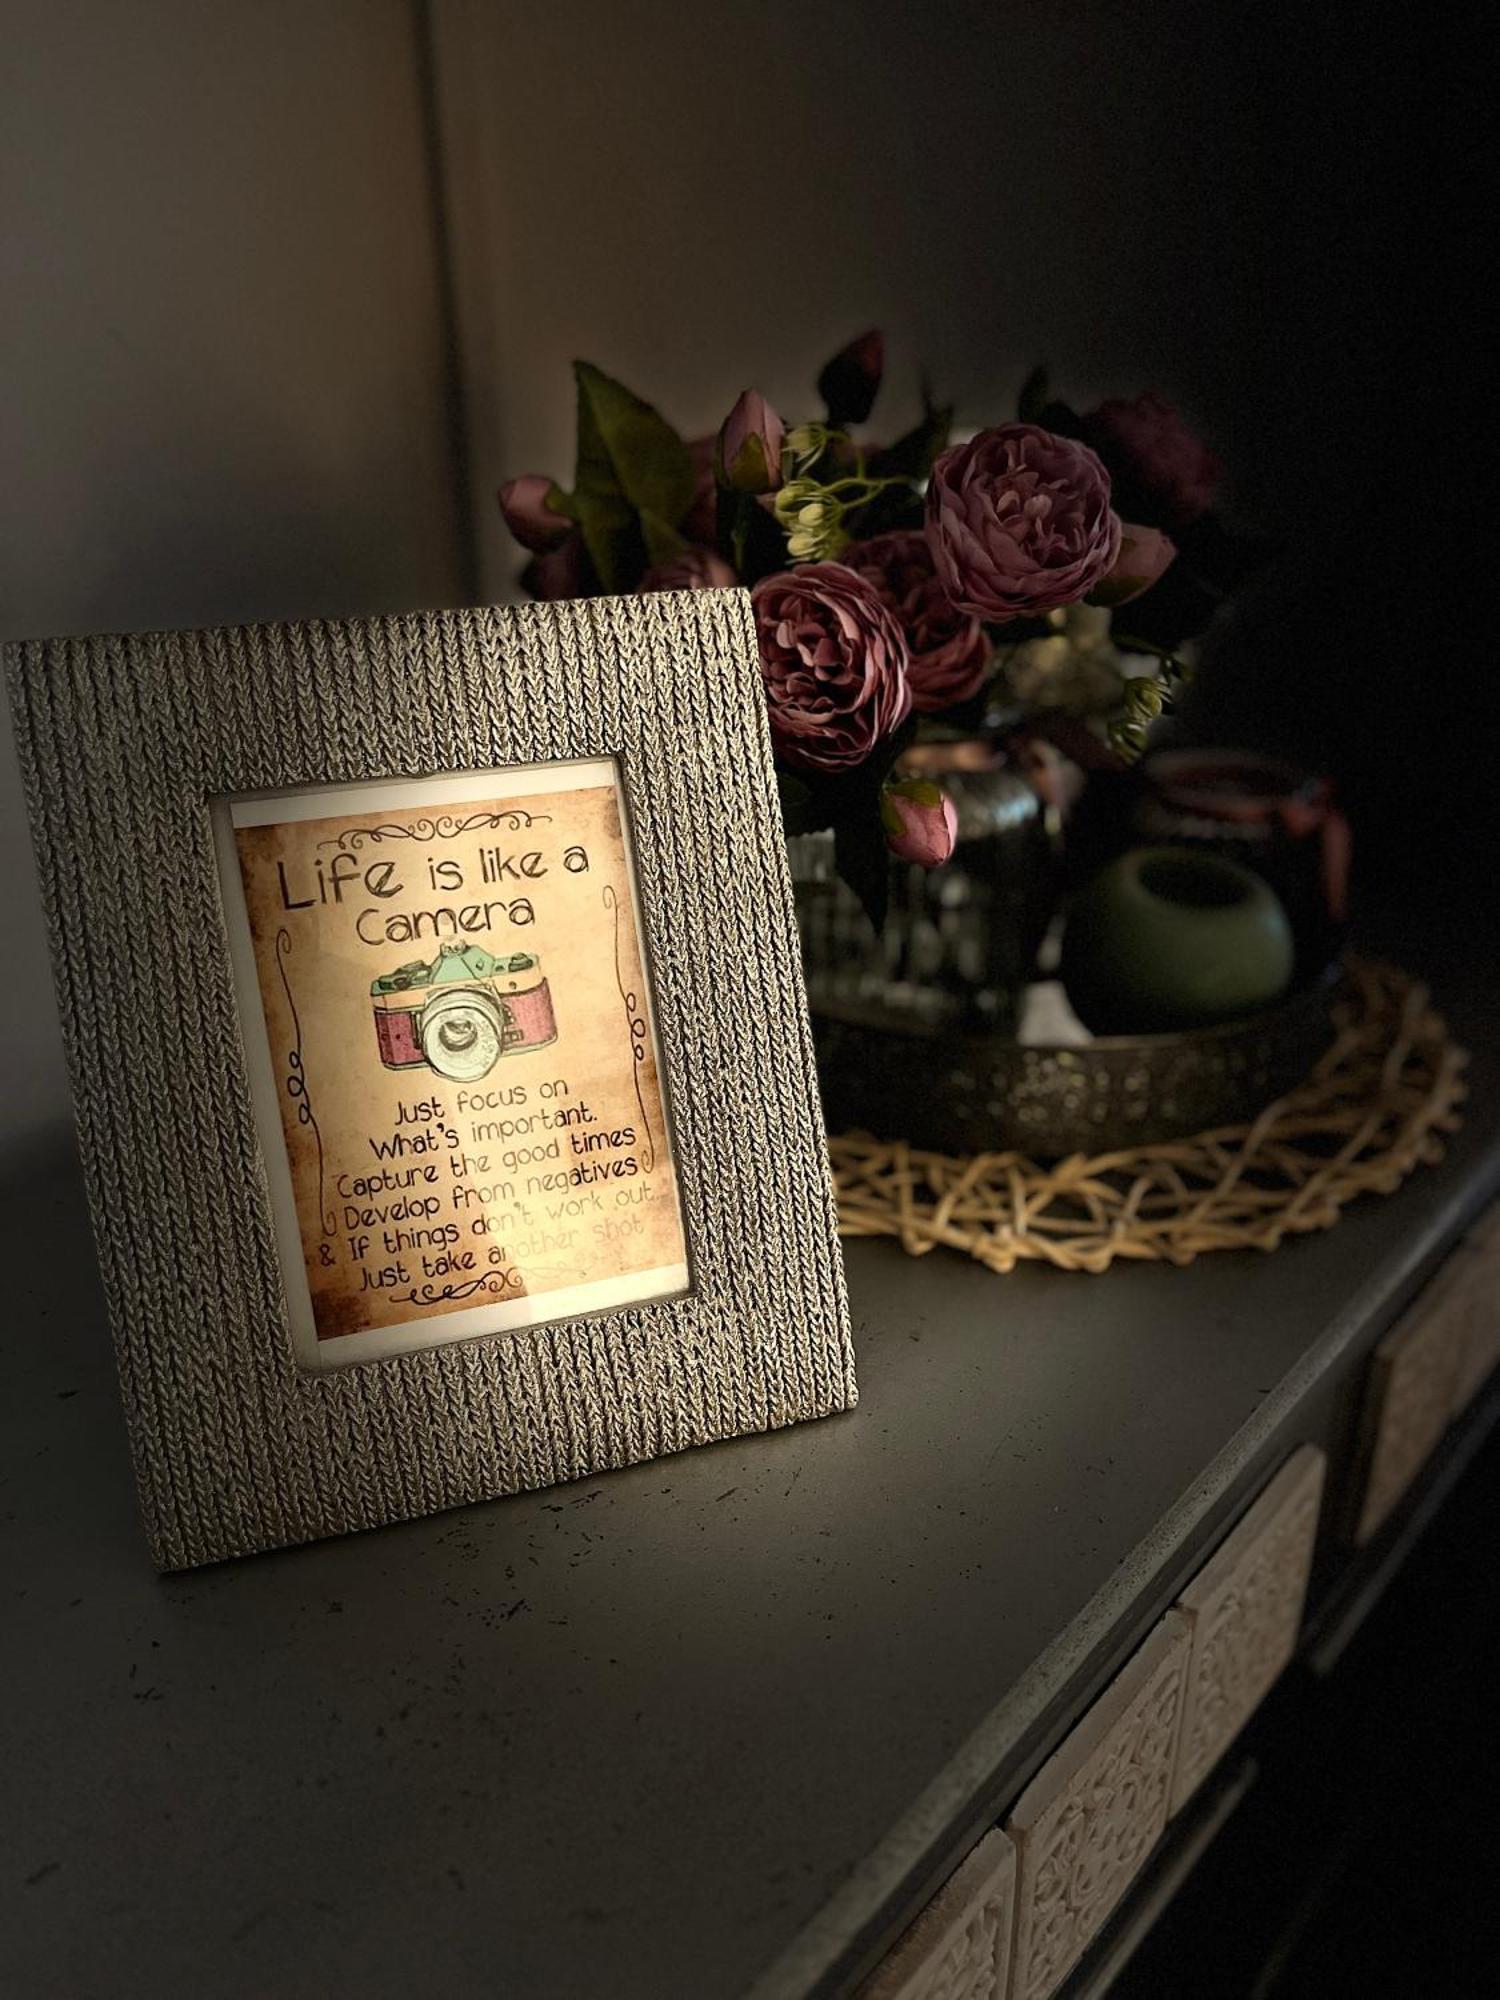 Life is like a
Camera
Just focus on
What's important.
Capture the good times
Develop from negatives
& If things don't work out
Just take another shot